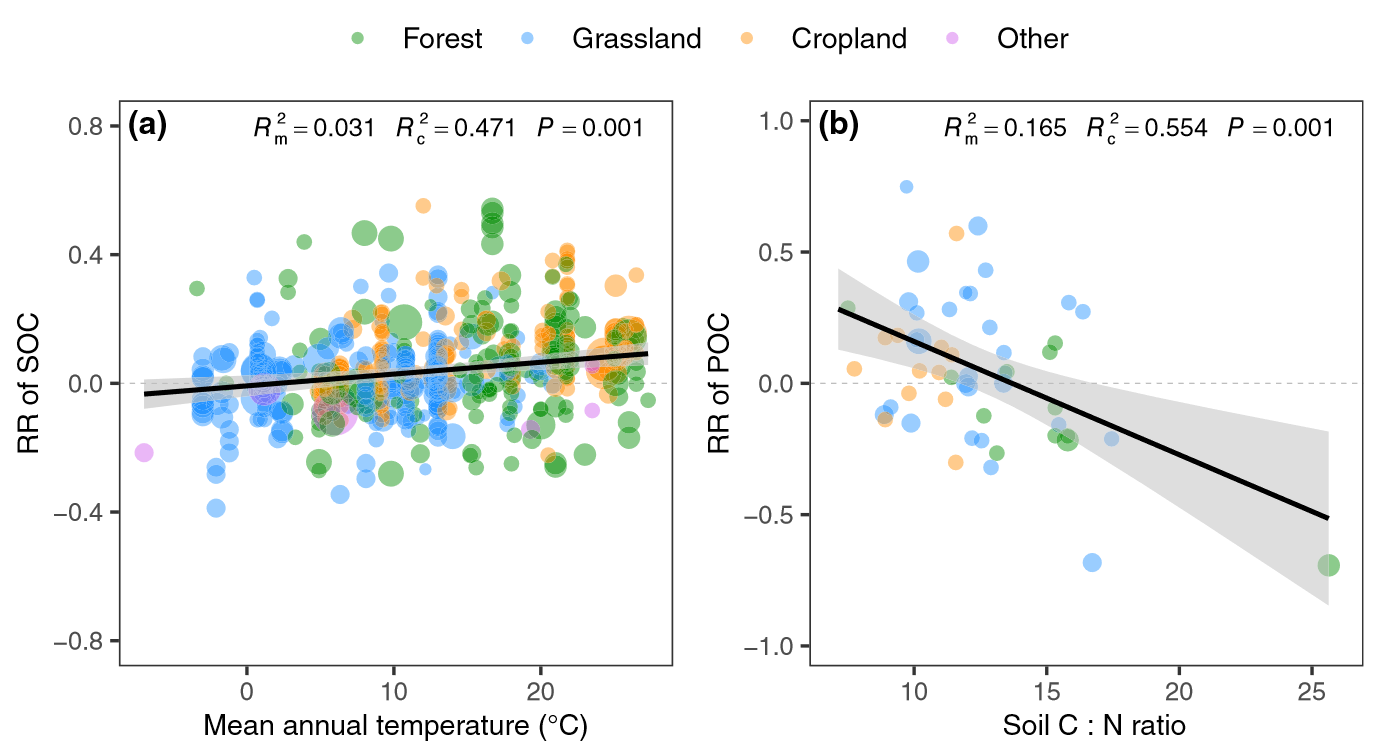 Forest Grassland Cropland Other
(a) R²m = 0.031 R²c = 0.471 P = 0.001
0.8
0.4
0.0
−0.4
−0.8
RR of SOC
0 10 20
Mean annual temperature (°C)
(b) R²m = 0.165 R²c = 0.554 P = 0.001
1.0
0.5
0.0
−0.5
−1.0
RR of POC
10 15 20 25
Soil C : N ratio